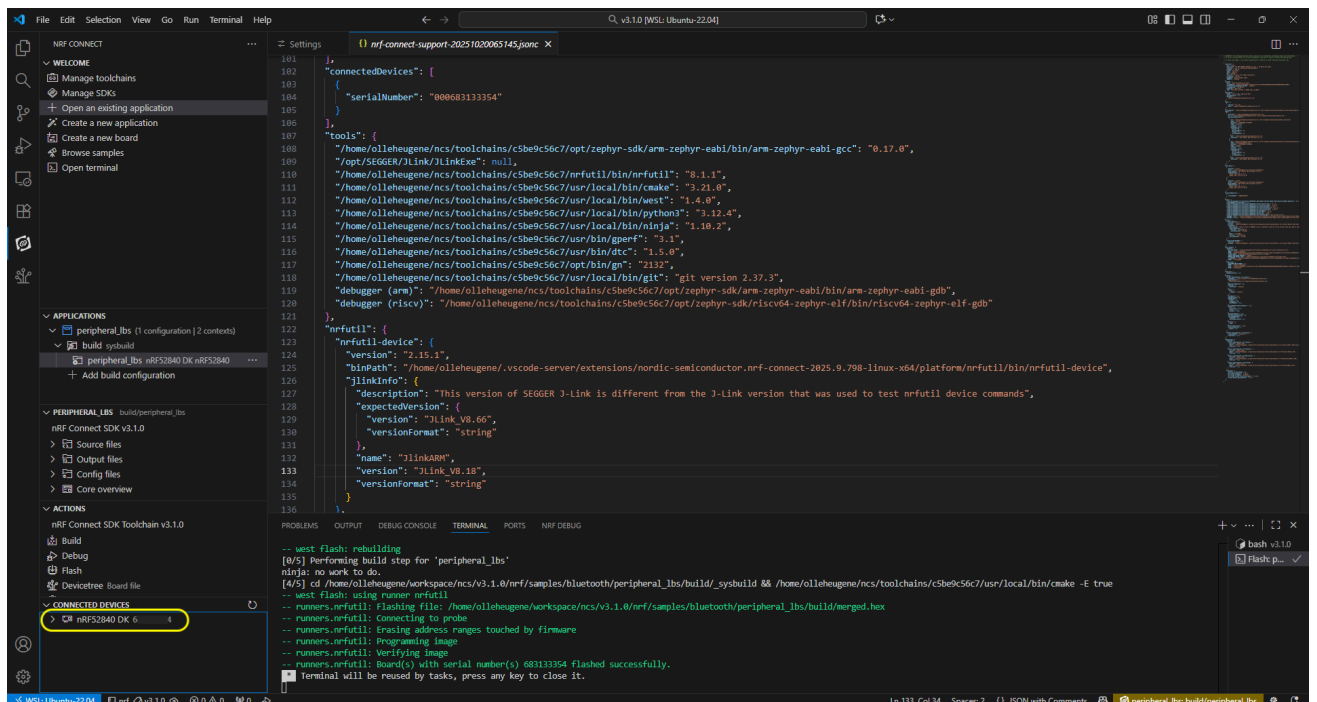 File Edit Selection View Go Run Terminal Help
v3.1.0 [WSL: Ubuntu-22.04]
NRF CONNECT
WELCOME
Manage toolchains
Manage SDKs
Open an existing application
Create a new application
Create a new board
Browse samples
Open terminal
APPLICATIONS
peripheral_lbs (1 configuration | 2 contexts)
build sysbuild
peripheral_lbs nRF52840 DK nRF52840
Add build configuration
PERIPHERAL_LBS build/peripheral_lbs
nRF Connect SDK v3.1.0
Source files
Output files
Config files
Core overview
ACTIONS
nRF Connect SDK Toolchain v3.1.0
Build
Debug
Flash
Devicetree Board file
CONNECTED DEVICES
nRF52840 DK 6 4
Settings
{} nrf-connect-support-20251020065145.jsonc
101 ],
102 "connectedDevices": [
103 {
104 "serialNumber": "000683133354"
105 }
106 ],
107 "tools": {
108 "/home/olleheugene/ncs/toolchains/c5be9c56c7/opt/zephyr-sdk/arm-zephyr-eabi/bin/arm-zephyr-eabi-gcc": "0.17.0",
109 "/opt/SEGGER/JLink/JLinkExe": null,
110 "/home/olleheugene/ncs/toolchains/c5be9c56c7/nrfutil/bin/nrfutil": "8.1.1",
111 "/home/olleheugene/ncs/toolchains/c5be9c56c7/usr/local/bin/cmake": "3.21.0",
112 "/home/olleheugene/ncs/toolchains/c5be9c56c7/usr/local/bin/west": "1.4.0",
113 "/home/olleheugene/ncs/toolchains/c5be9c56c7/usr/local/bin/python3": "3.12.4",
114 "/home/olleheugene/ncs/toolchains/c5be9c56c7/usr/local/bin/ninja": "1.10.2",
115 "/home/olleheugene/ncs/toolchains/c5be9c56c7/usr/bin/gperf": "3.1",
116 "/home/olleheugene/ncs/toolchains/c5be9c56c7/usr/bin/dtc": "1.5.0",
117 "/home/olleheugene/ncs/toolchains/c5be9c56c7/opt/bin/gn": "2132",
118 "/home/olleheugene/ncs/toolchains/c5be9c56c7/usr/local/bin/git": "git version 2.37.3",
119 "debugger (arm)": "/home/olleheugene/ncs/toolchains/c5be9c56c7/opt/zephyr-sdk/arm-zephyr-eabi/bin/arm-zephyr-eabi-gdb",
120 "debugger (riscv)": "/home/olleheugene/ncs/toolchains/c5be9c56c7/opt/zephyr-sdk/riscv64-zephyr-elf/bin/riscv64-zephyr-elf-gdb"
121 },
122 "nrfutil": {
123 "nrfutil-device": {
124 "version": "2.15.1",
125 "binPath": "/home/olleheugene/.vscode-server/extensions/nordic-semiconductor.nrf-connect-2025.9.798-linux-x64/platform/nrfutil/bin/nrfutil-device",
126 "jlinkInfo": {
127 "description": "This version of SEGGER J-Link is different from the J-Link version that was used to test nrfutil device commands",
128 "expectedVersion": {
129 "version": "JLink_V8.66",
130 "versionFormat": "string"
131 },
132 "name": "JlinkARM",
133 "version": "JLink_V8.18",
134 "versionFormat": "string"
135 }
136 },
PROBLEMS OUTPUT DEBUG CONSOLE TERMINAL PORTS NRF DEBUG
-- west flash: rebuilding
[0/5] Performing build step for 'peripheral_lbs'
ninja: no work to do.
[4/5] cd /home/olleheugene/workspace/ncs/v3.1.0/nrf/samples/bluetooth/peripheral_lbs/build/_sysbuild && /home/olleheugene/ncs/toolchains/c5be9c56c7/usr/local/bin/cmake -E true
-- west flash: using runner nrfutil
-- runners.nrfutil: Flashing file: /home/olleheugene/workspace/ncs/v3.1.0/nrf/samples/bluetooth/peripheral_lbs/build/merged.hex
-- runners.nrfutil: Connecting to probe
-- runners.nrfutil: Erasing address ranges touched by firmware
-- runners.nrfutil: Programming image
-- runners.nrfutil: Verifying image
-- runners.nrfutil: Board(s) with serial number(s) 683133354 flashed successfully.
* Terminal will be reused by tasks, press any key to close it.
bash v3.1.0
Flash: p...
WSL: Ubuntu-22.04 nrf v3.1.0 0 0 0
Ln 133, Col 34 Spaces: 2 {} JSON with Comments peripheral_lbs: build/peripheral_lbs